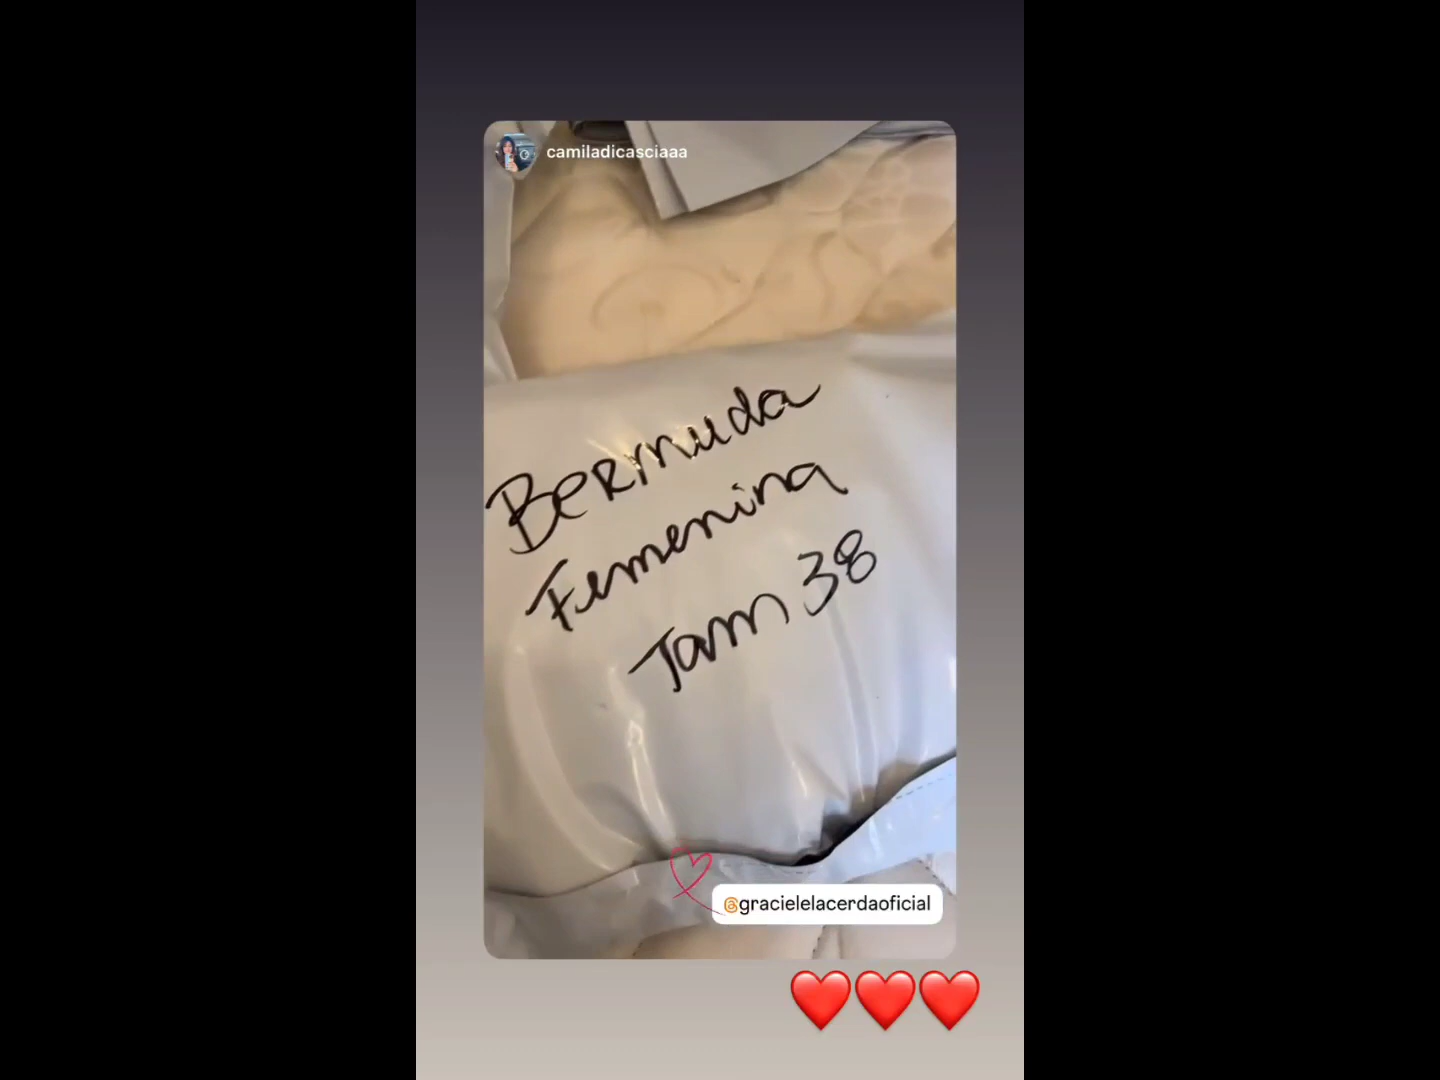 camiladicasciaaa
Bermuda
Femenina
Tam 38
@gracielelacerdaoficial